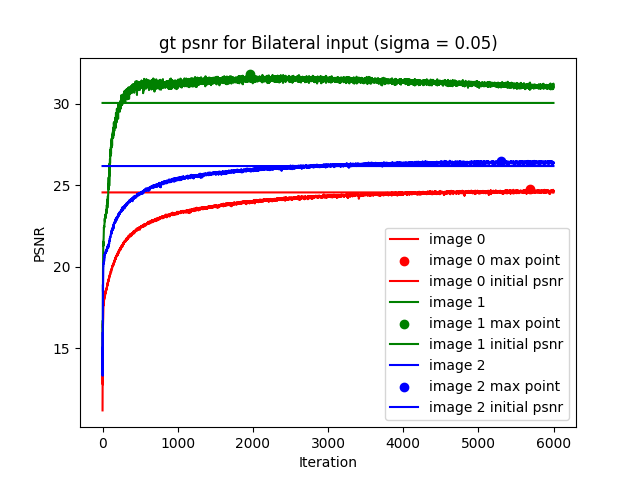 gt psnr for Bilateral input (sigma = 0.05)
PSNR
30
25
20
15
image 0
image 0 max point
image 0 initial psnr
image 1
image 1 max point
image 1 initial psnr
image 2
image 2 max point
image 2 initial psnr
0 1000 2000 3000 4000 5000 6000
Iteration